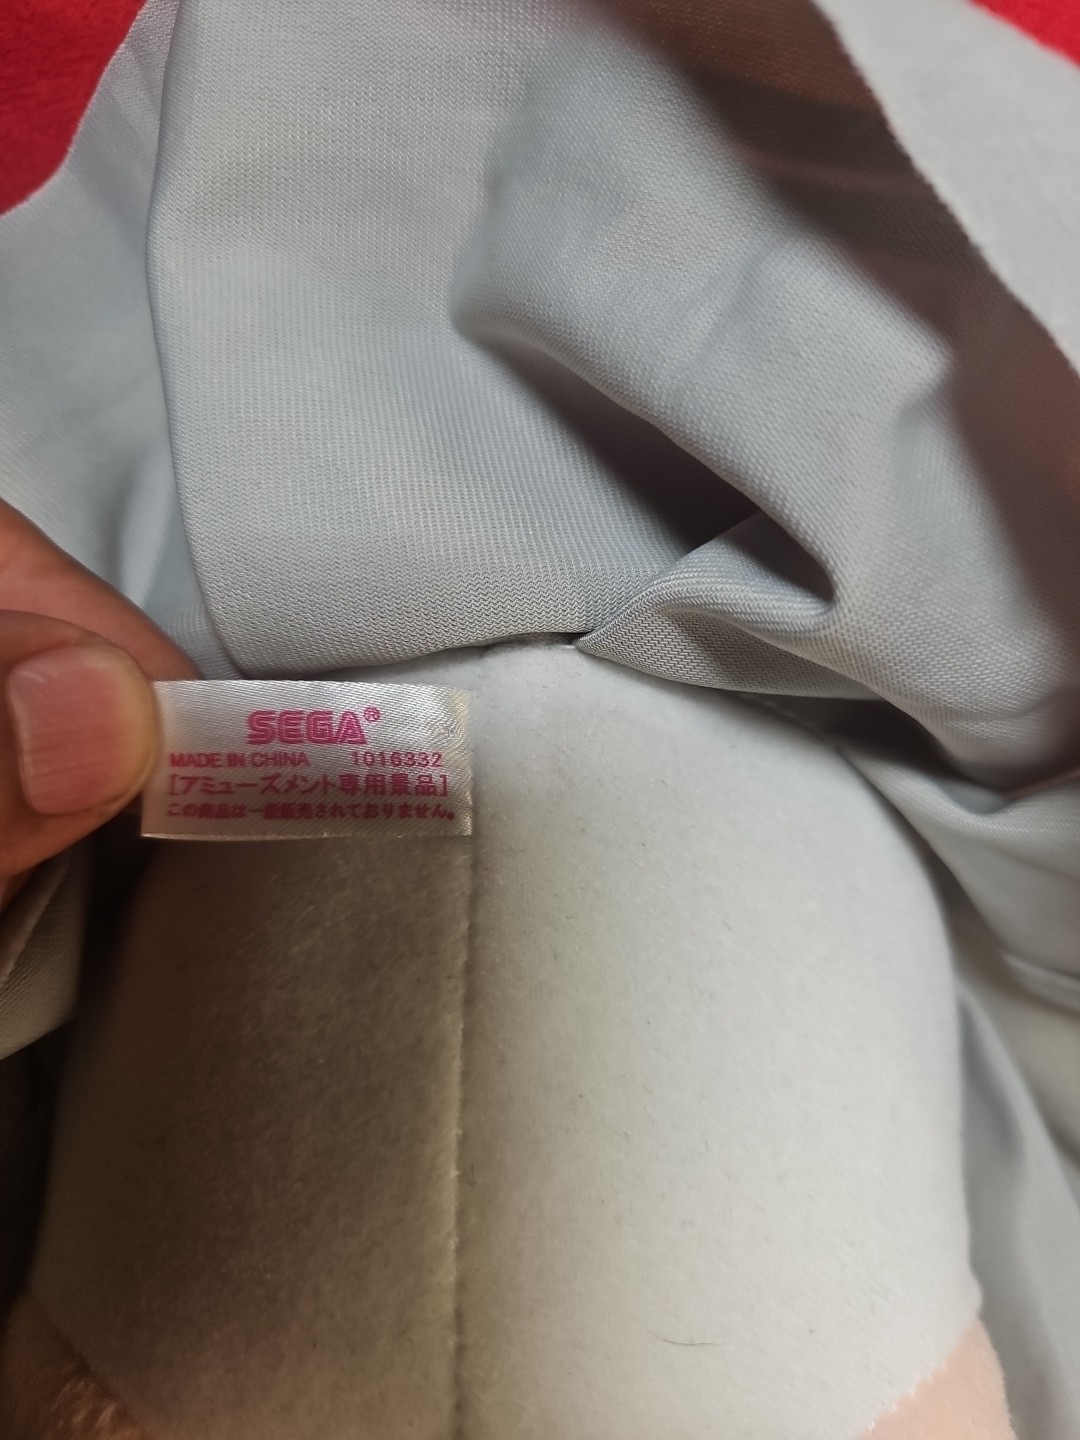 SEGA®
MADE IN CHINA 1016332
[アミューズメント専用景品]
この商品は一般販売されておりません。